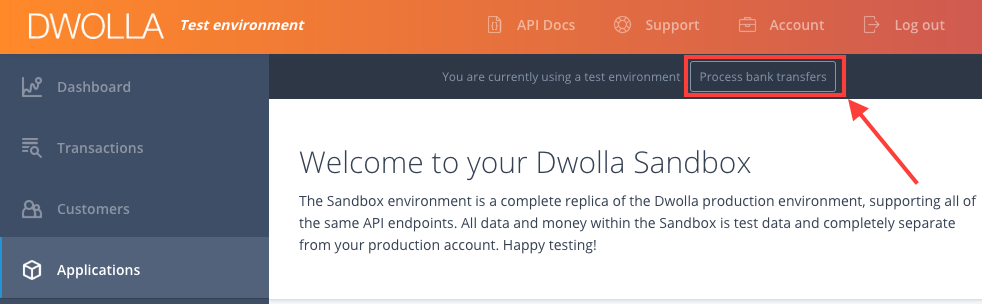 DWOLLA Test environment API Docs Support Account Log out
You are currently using a test environment Process bank transfers
Dashboard
Transactions
Customers
Applications
Welcome to your Dwolla Sandbox
The Sandbox environment is a complete replica of the Dwolla production environment, supporting all of
the same API endpoints. All data and money within the Sandbox is test data and completely separate
from your production account. Happy testing!